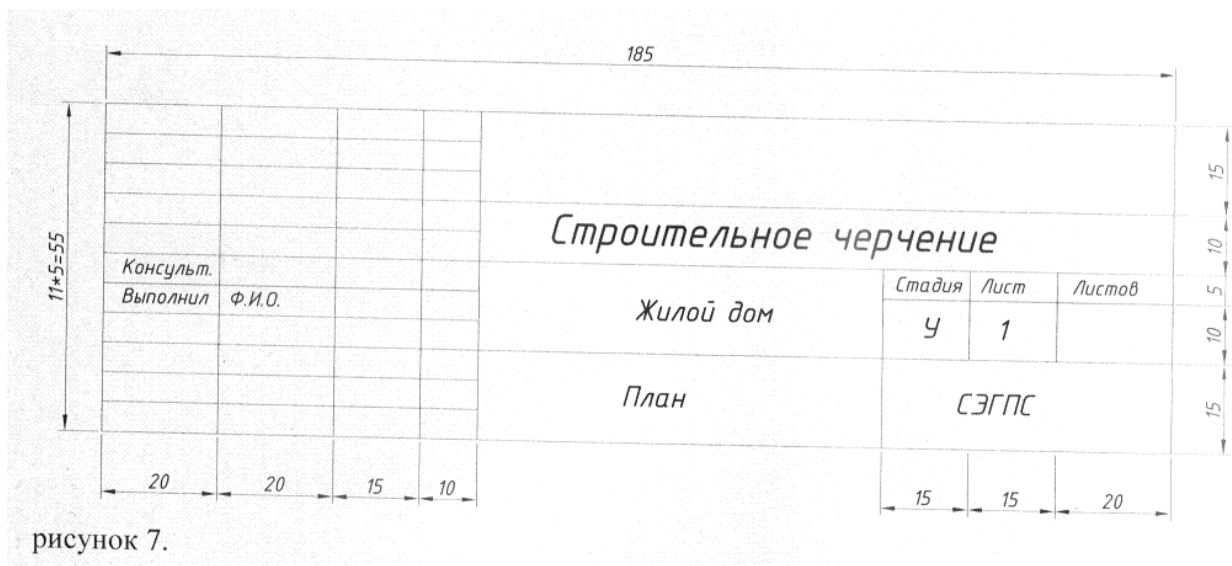 185
15
Строительное черчение
10
11*5=55
Консульт.
Стадия Лист Листов
5
Выполнил Ф.И.О.
Жилой дом
У 1
10
План
СЭГПС
15
20 20 15 10
15 15 20
рисунок 7.